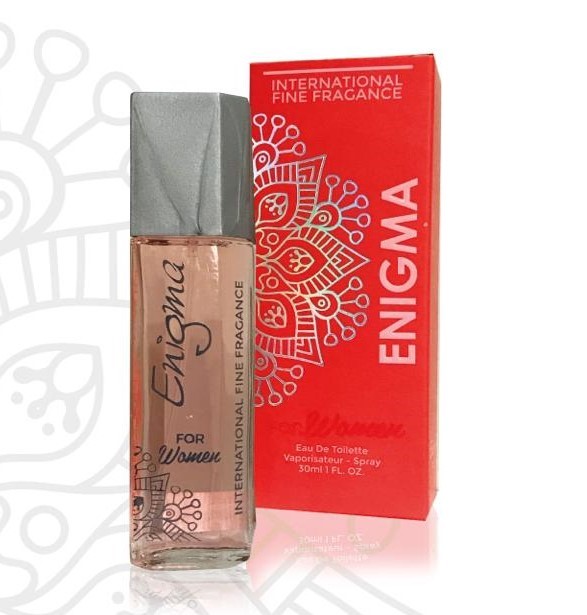 INTERNATIONAL
FINE FRAGANCE
ENIGMA
For Women
Eau De Toilette
Vaporisateur - Spray
30ml 1 FL. OZ.
Enigma
FOR
Women
INTERNATIONAL FINE FRAGANCE